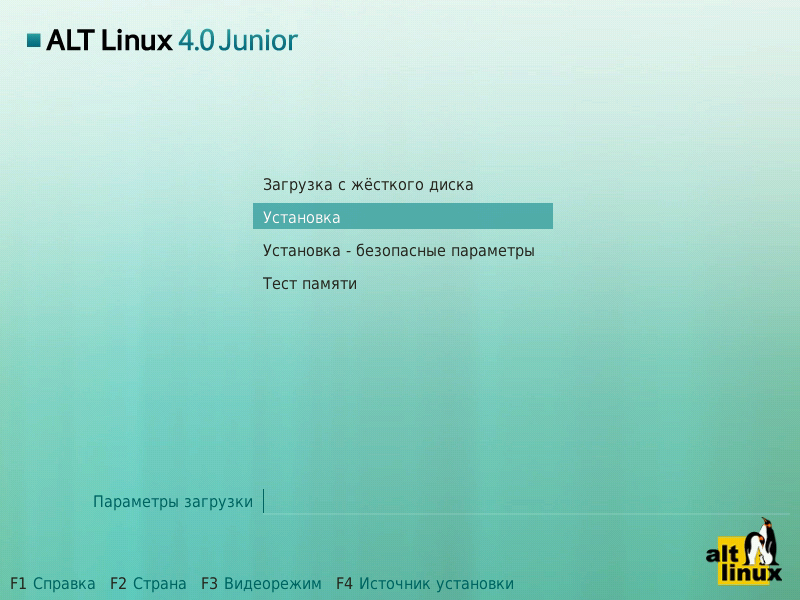 ALT Linux 4.0 Junior
Загрузка с жёсткого диска
Установка
Установка - безопасные параметры
Тест памяти
Параметры загрузки
alt
linux
F1 Справка F2 Страна F3 Видеорежим F4 Источник установки